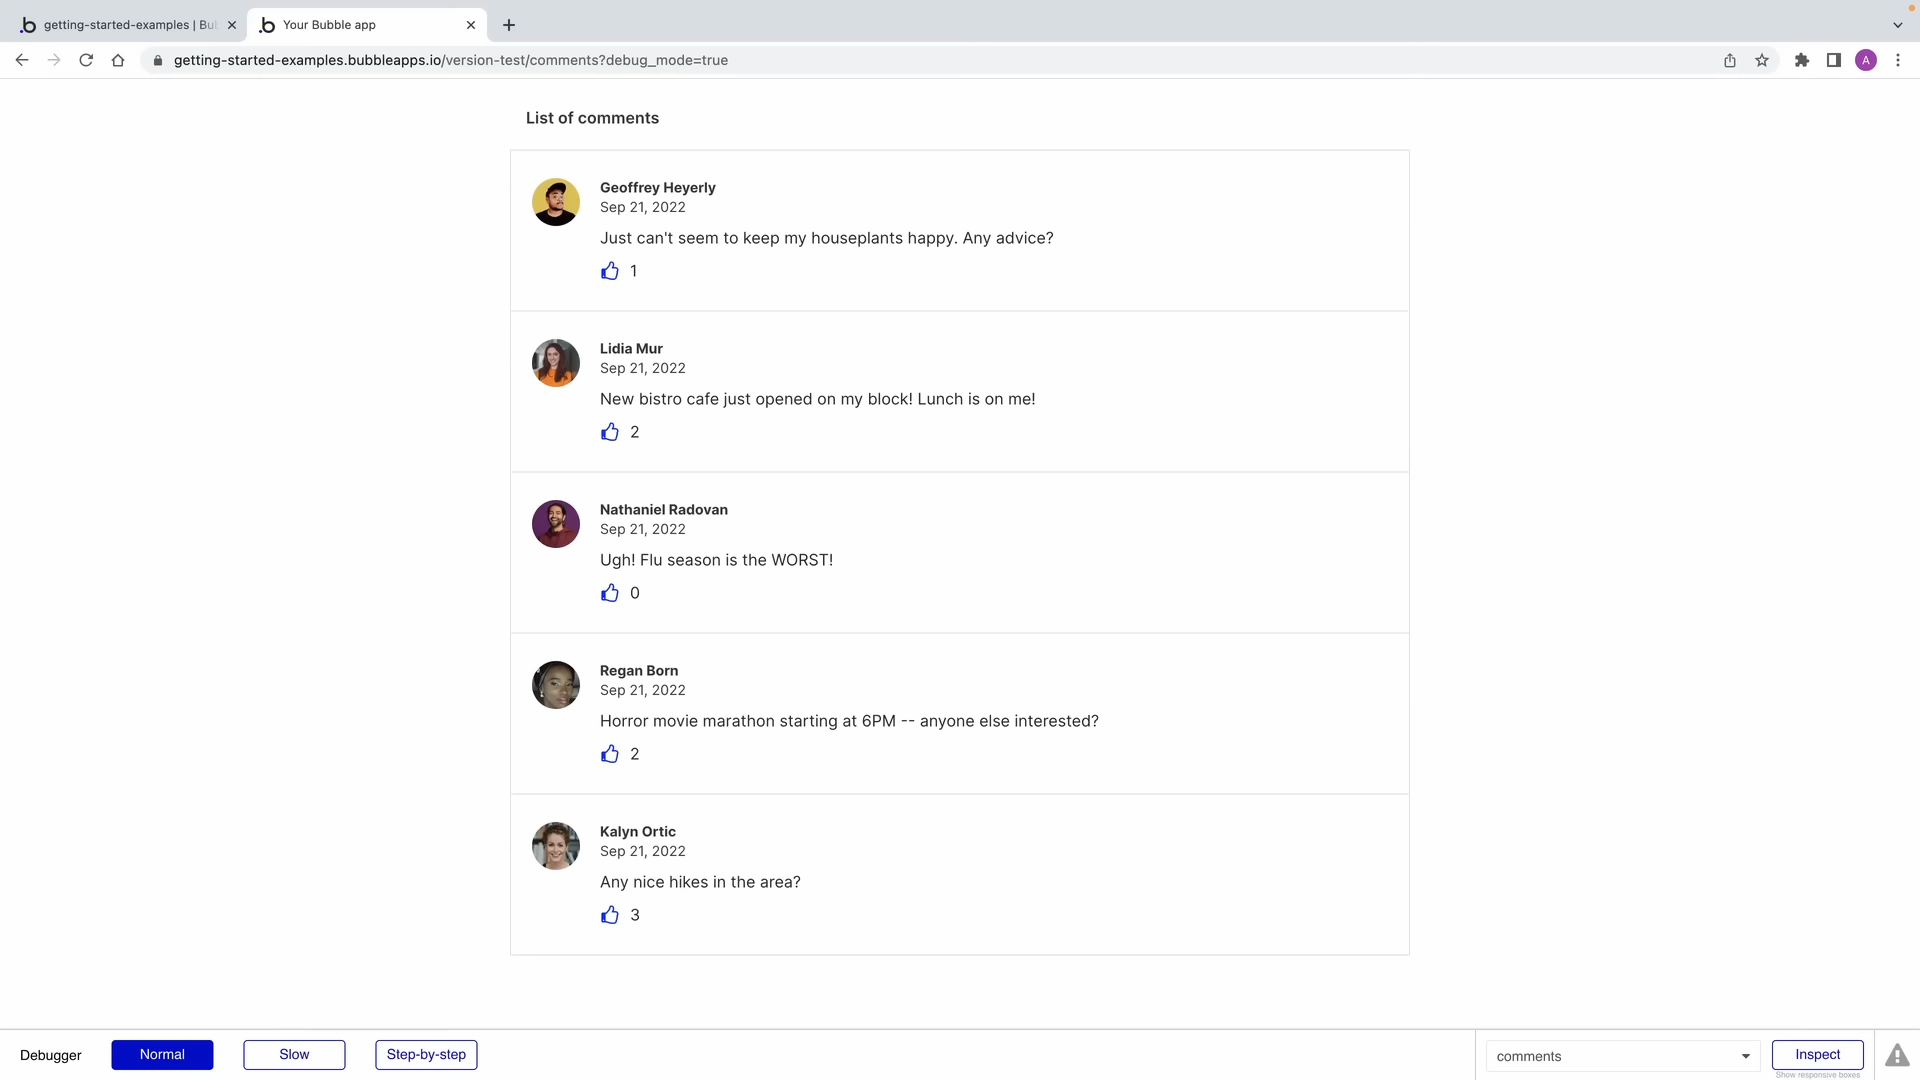 getting-started-examples | Bub
Your Bubble app
getting-started-examples.bubbleapps.io/version-test/comments?debug_mode=true
A
List of comments
Geoffrey Heyerly
Sep 21, 2022
Just can't seem to keep my houseplants happy. Any advice?
1
Lidia Mur
Sep 21, 2022
New bistro cafe just opened on my block! Lunch is on me!
2
Nathaniel Radovan
Sep 21, 2022
Ugh! Flu season is the WORST!
0
Regan Born
Sep 21, 2022
Horror movie marathon starting at 6PM -- anyone else interested?
2
Kalyn Ortic
Sep 21, 2022
Any nice hikes in the area?
3
Debugger Normal Slow Step-by-step comments Inspect
Show responsive boxes